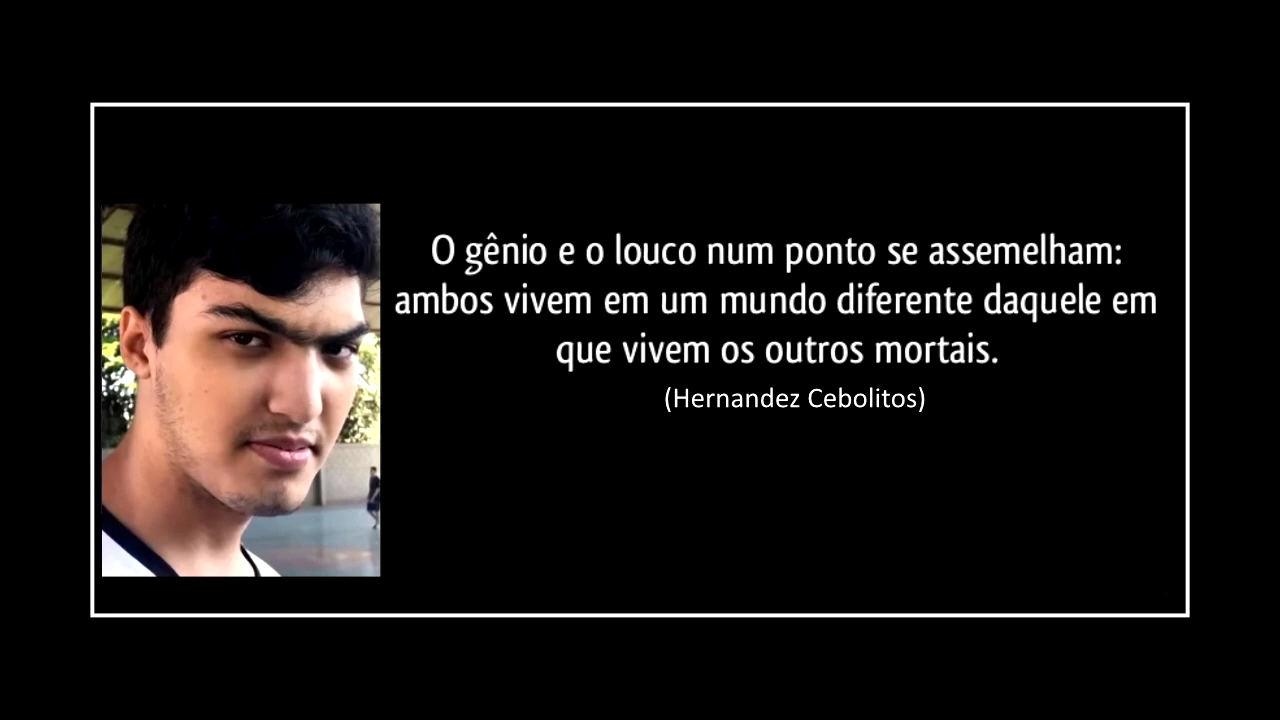 O gênio e o louco num ponto se assemelham:
ambos vivem em um mundo diferente daquele em
que vivem os outros mortais.
(Hernandez Cebolitos)